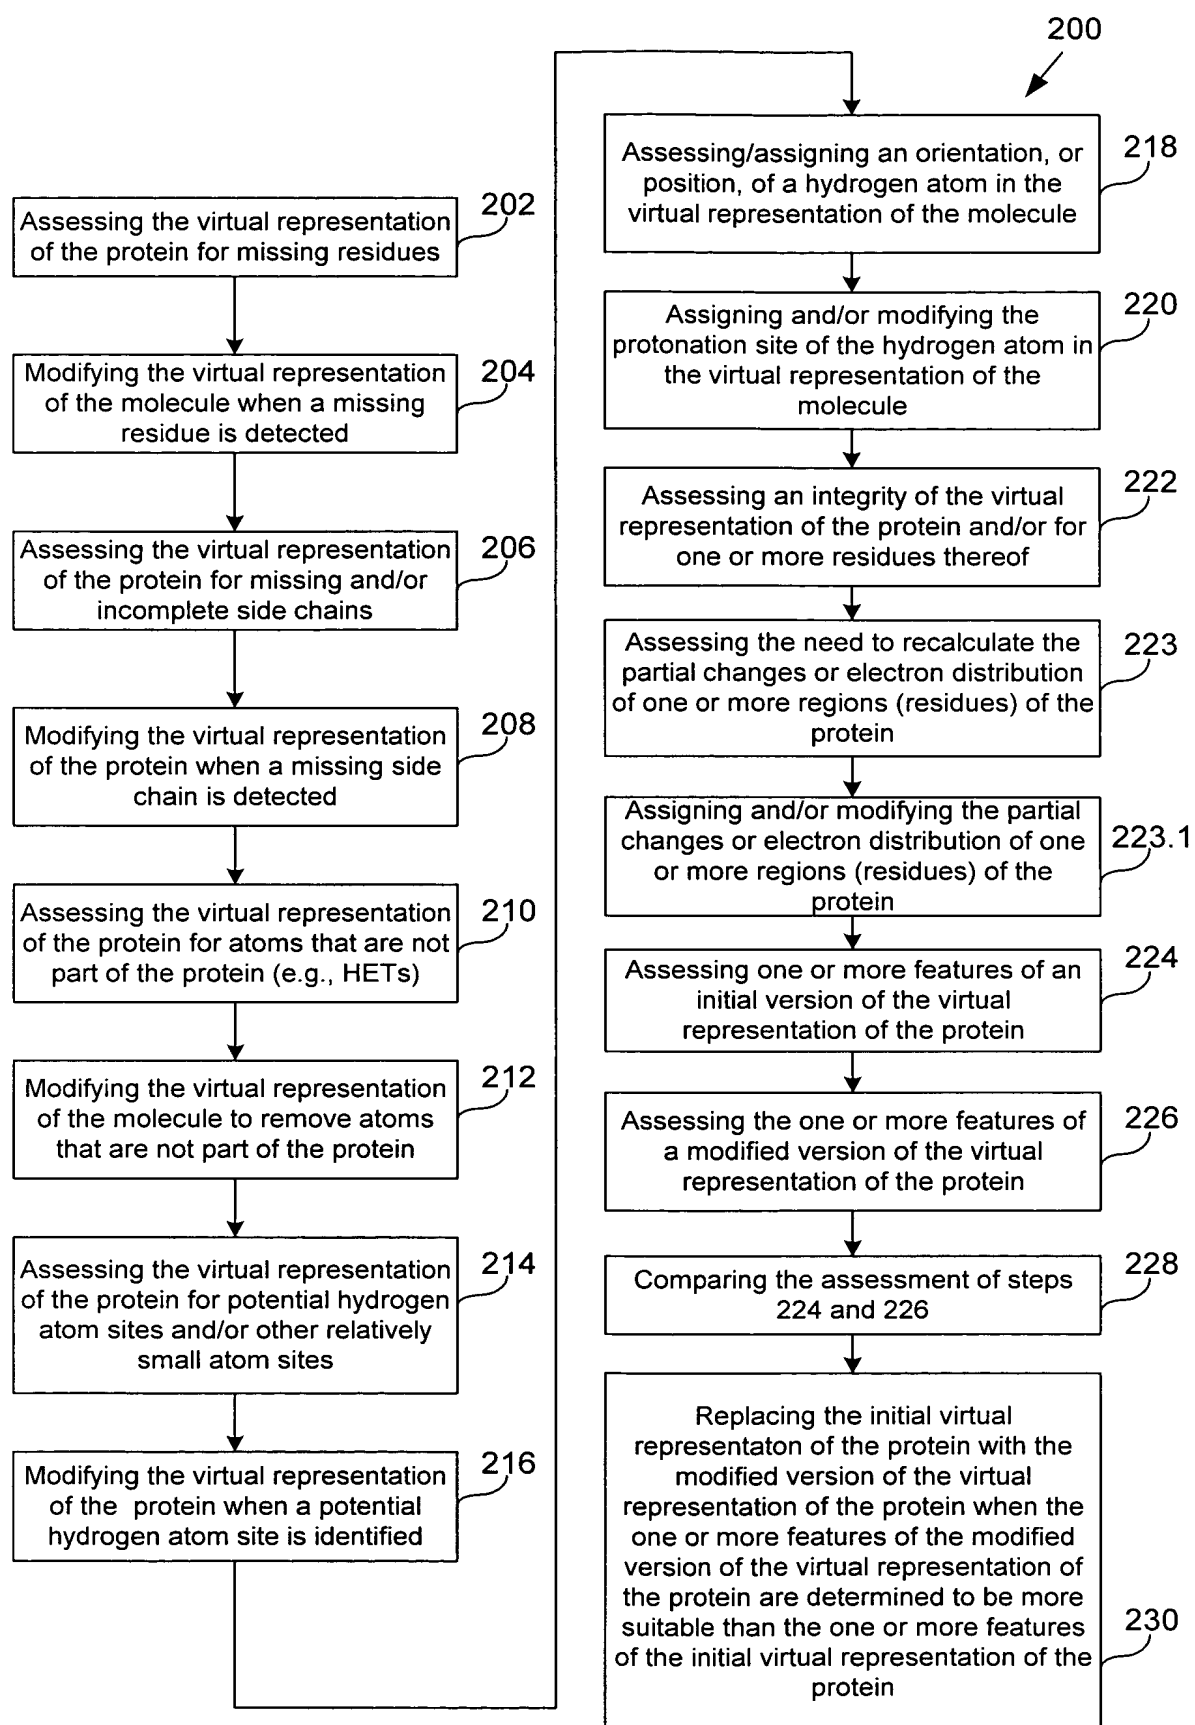 200
Assessing the virtual representation
of the protein for missing residues
202
Modifying the virtual representation
of the molecule when a missing
residue is detected
204
Assessing the virtual representation
of the protein for missing and/or
incomplete side chains
206
Modifying the virtual representation
of the protein when a missing side
chain is detected
208
Assessing the virtual representation
of the protein for atoms that are not
part of the protein (e.g., HETs)
210
Modifying the virtual representation
of the molecule to remove atoms
that are not part of the protein
212
Assessing the virtual representation
of the protein for potential hydrogen
atom sites and/or other relatively
small atom sites
214
Modifying the virtual representation
of the protein when a potential
hydrogen atom site is identified
216
Assessing/assigning an orientation, or
position, of a hydrogen atom in the
virtual representation of the molecule
218
Assigning and/or modifying the
protonation site of the hydrogen atom in
the virtual representation of the
molecule
220
Assessing an integrity of the virtual
representation of the protein and/or for
one or more residues thereof
222
Assessing the need to recalculate the
partial changes or electron distribution
of one or more regions (residues) of the
protein
223
Assigning and/or modifying the partial
changes or electron distribution of one
or more regions (residues) of the
protein
223.1
Assessing one or more features of an
initial version of the virtual
representation of the protein
224
Assessing the one or more features of
a modified version of the virtual
representation of the protein
226
Comparing the assessment of steps
224 and 226
228
Replacing the initial virtual
representaton of the protein with the
modified version of the virtual
representation of the protein when the
one or more features of the modified
version of the virtual representation of
the protein are determined to be more
suitable than the one or more features
of the initial virtual representation of the
protein
230